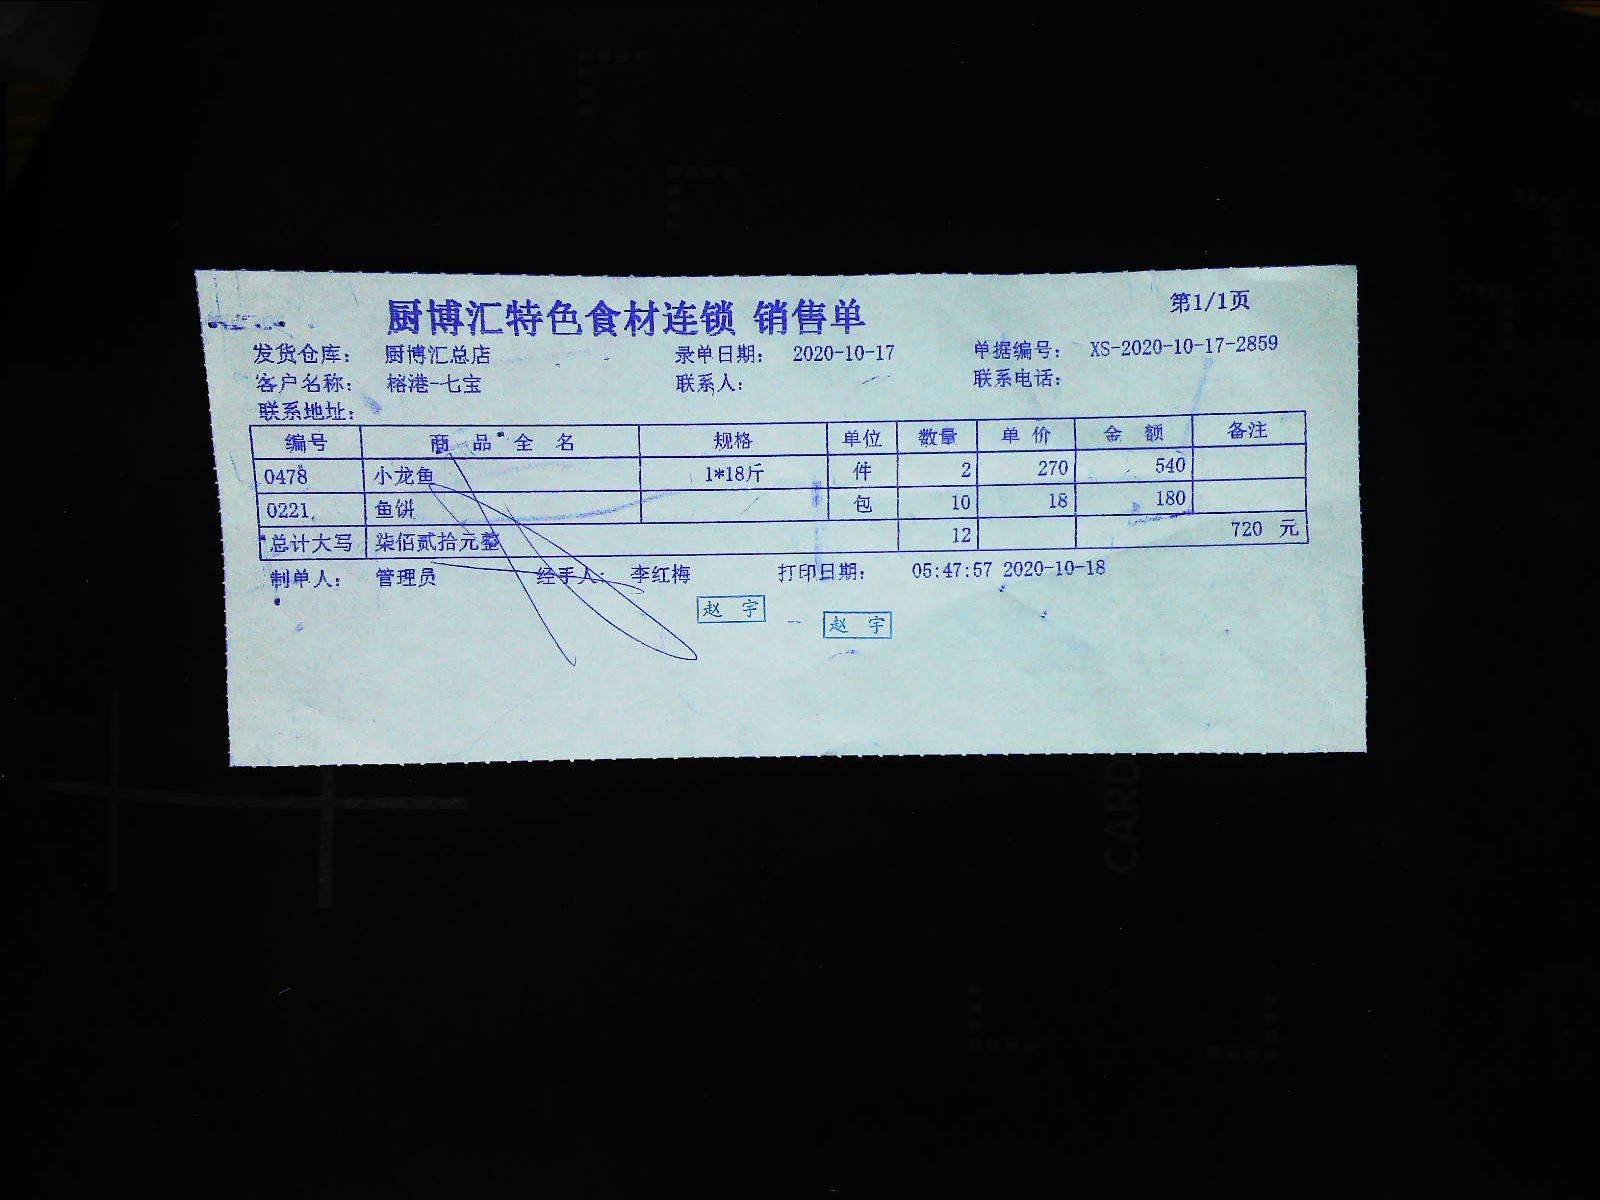 厨博汇特色食材连锁 销售单 第1/1页
发货仓库： 厨博汇总店 录单日期： 2020-10-17 单据编号： XS-2020-10-17-2859
客户名称： 榕港-七宝 联系人： 联系电话：
联系地址：
编号 商 品 全 名 规格 单位 数量 单 价 金 额 备注
0478 小龙鱼 1*18斤 件 2 270 540
0221 鱼饼 包 10 18 180
总计大写 柒佰贰拾元整 12 720 元
制单人： 管理员 经手人： 李红梅 打印日期： 05:47:57 2020-10-18
赵 宇
赵 宇
CARD